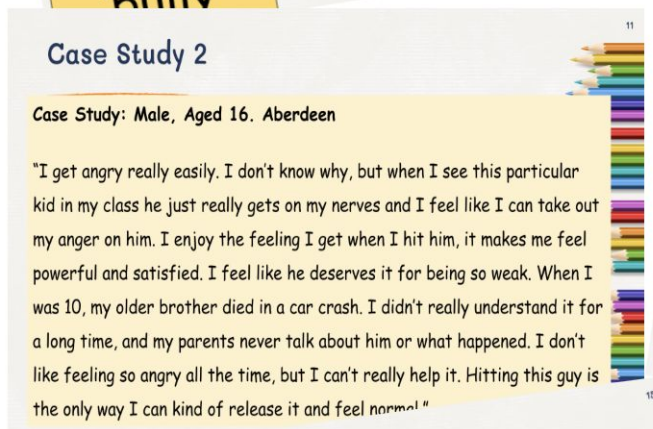 Bully
11
Case Study 2
Case Study: Male, Aged 16. Aberdeen
"I get angry really easily. I don't know why, but when I see this particular
kid in my class he just really gets on my nerves and I feel like I can take out
my anger on him. I enjoy the feeling I get when I hit him, it makes me feel
powerful and satisfied. I feel like he deserves it for being so weak. When I
was 10, my older brother died in a car crash. I didn't really understand it for
a long time, and my parents never talk about him or what happened. I don't
like feeling so angry all the time, but I can't really help it. Hitting this guy is
the only way I can kind of release it and feel normal."